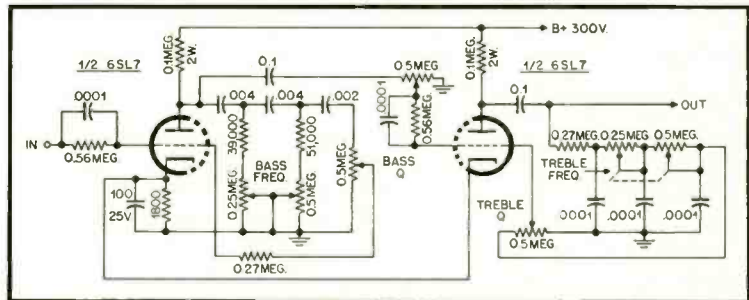 B+ 300V.
1/2 6SL7
0.1MEG.
2W.
0.1
0.5MEG.
0.1MEG.
2W.
1/2 6SL7
.0001
.004
.004
.002
.0001
0.56MEG.
0.1
OUT
IN
0.56MEG.
39,000
51,000
BASS
FREQ.
0.5MEG.
BASS
Q
0.27MEG.
0.25MEG.
0.5MEG.
TREBLE
FREQ.
100
25V
1800
0.25MEG.
0.5MEG.
TREBLE
Q
.0001
.0001
.0001
0.27MEG.
0.5MEG.